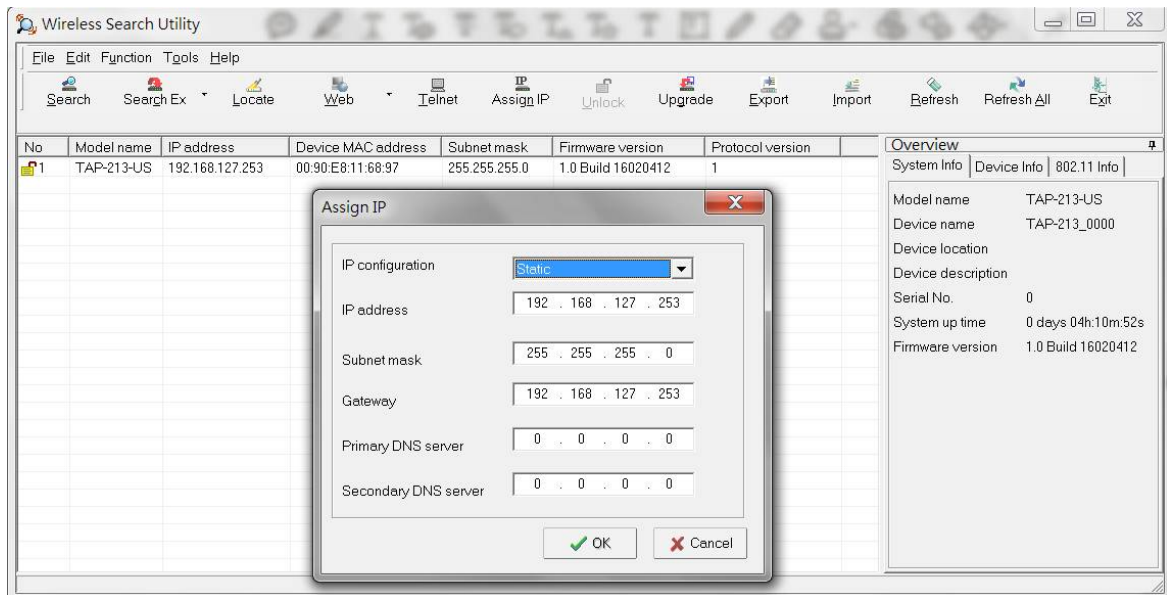 Wireless Search Utility
File Edit Function Tools Help
Search Search Ex Locate Web Telnet Assign IP Unlock Upgrade Export Import Refresh Refresh All Exit
No Model name IP address Device MAC address Subnet mask Firmware version Protocol version
1 TAP-213-US 192.168.127.253 00:90:E8:11:68:97 255.255.255.0 1.0 Build 16020412 1
Assign IP
IP configuration Static
IP address 192 . 168 . 127 . 253
Subnet mask 255 . 255 . 255 . 0
Gateway 192 . 168 . 127 . 253
Primary DNS server 0 . 0 . 0 . 0
Secondary DNS server 0 . 0 . 0 . 0
OK Cancel
Overview
System Info Device Info 802.11 Info
Model name TAP-213-US
Device name TAP-213_0000
Device location
Device description
Serial No. 0
System up time 0 days 04h:10m:52s
Firmware version 1.0 Build 16020412